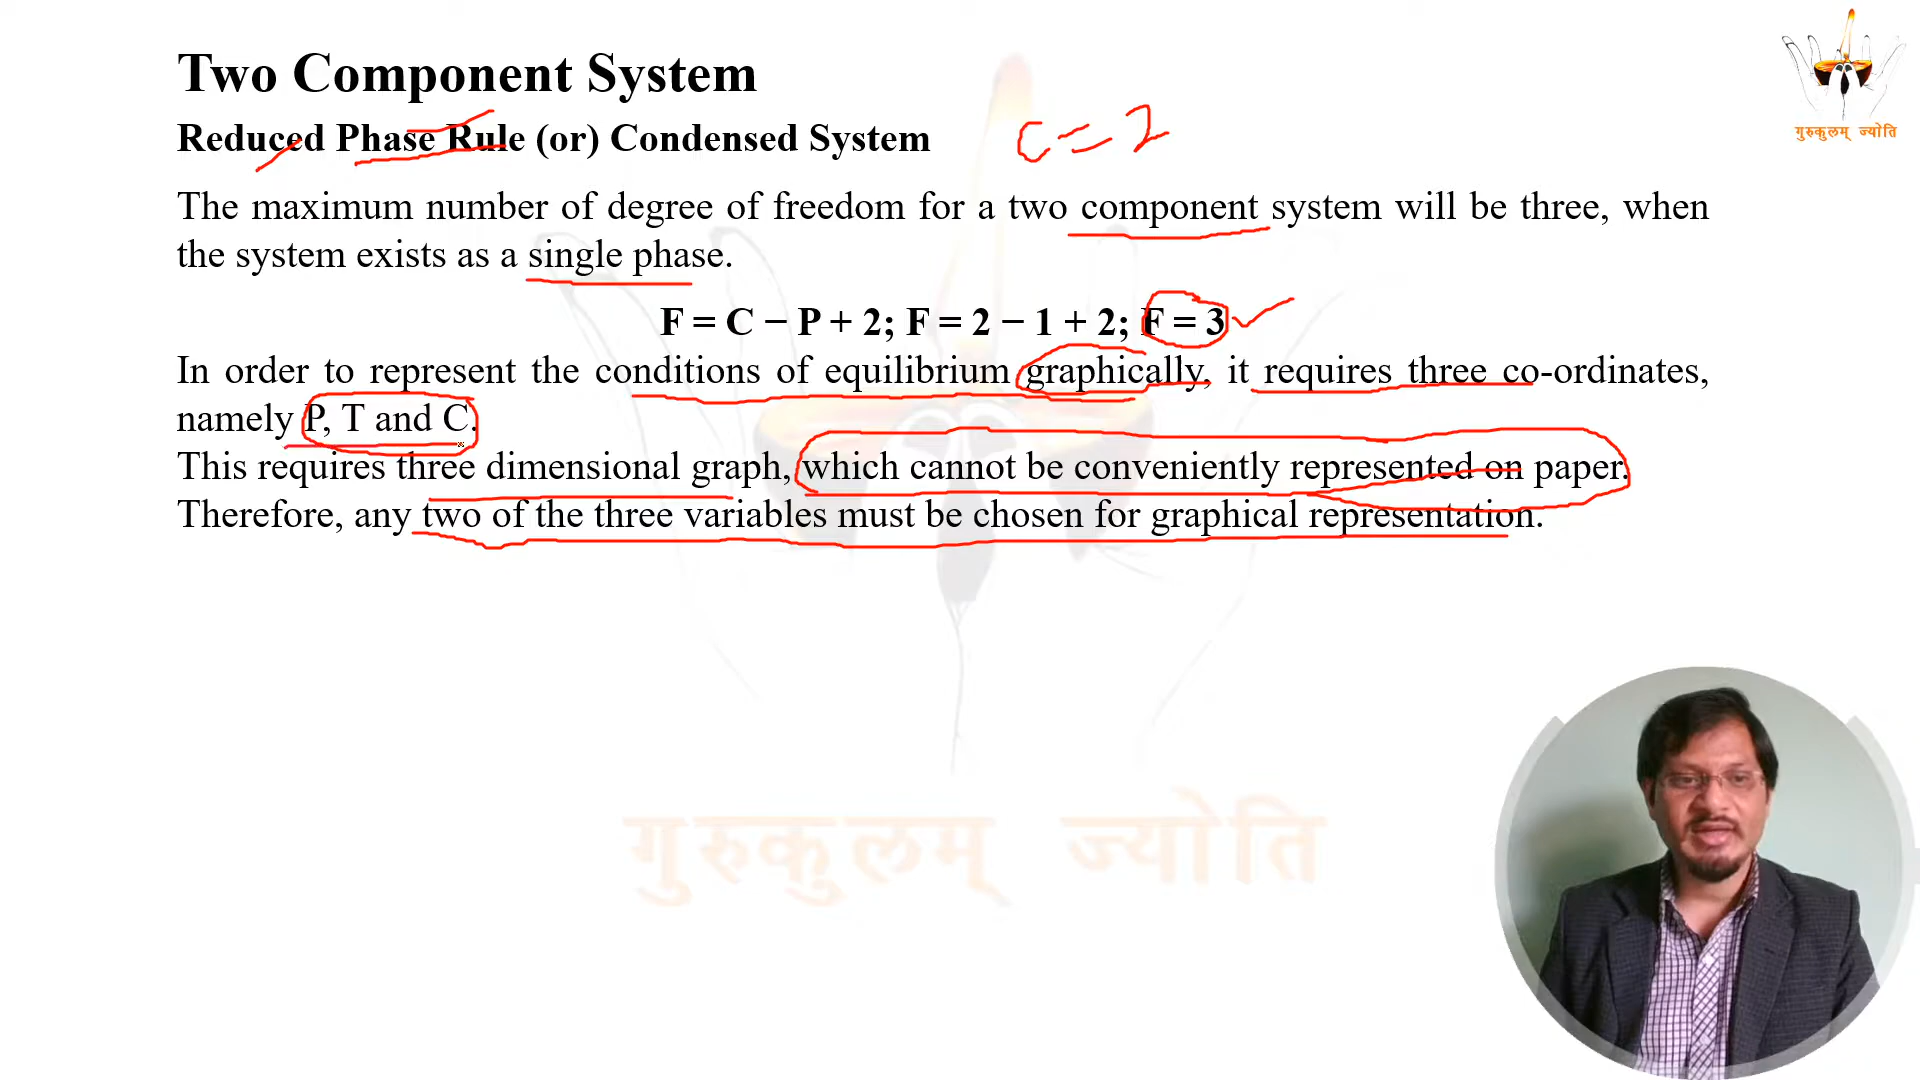 Two Component System
Reduced Phase Rule (or) Condensed System
C = 2
The maximum number of degree of freedom for a two component system will be three, when
the system exists as a single phase.
F = C − P + 2; F = 2 − 1 + 2; F = 3
In order to represent the conditions of equilibrium graphically, it requires three co-ordinates,
namely P, T and C.
This requires three dimensional graph, which cannot be conveniently represented on paper.
Therefore, any two of the three variables must be chosen for graphical representation.
गुरुकुलम् ज्योति
गुरुकुलम् ज्योति